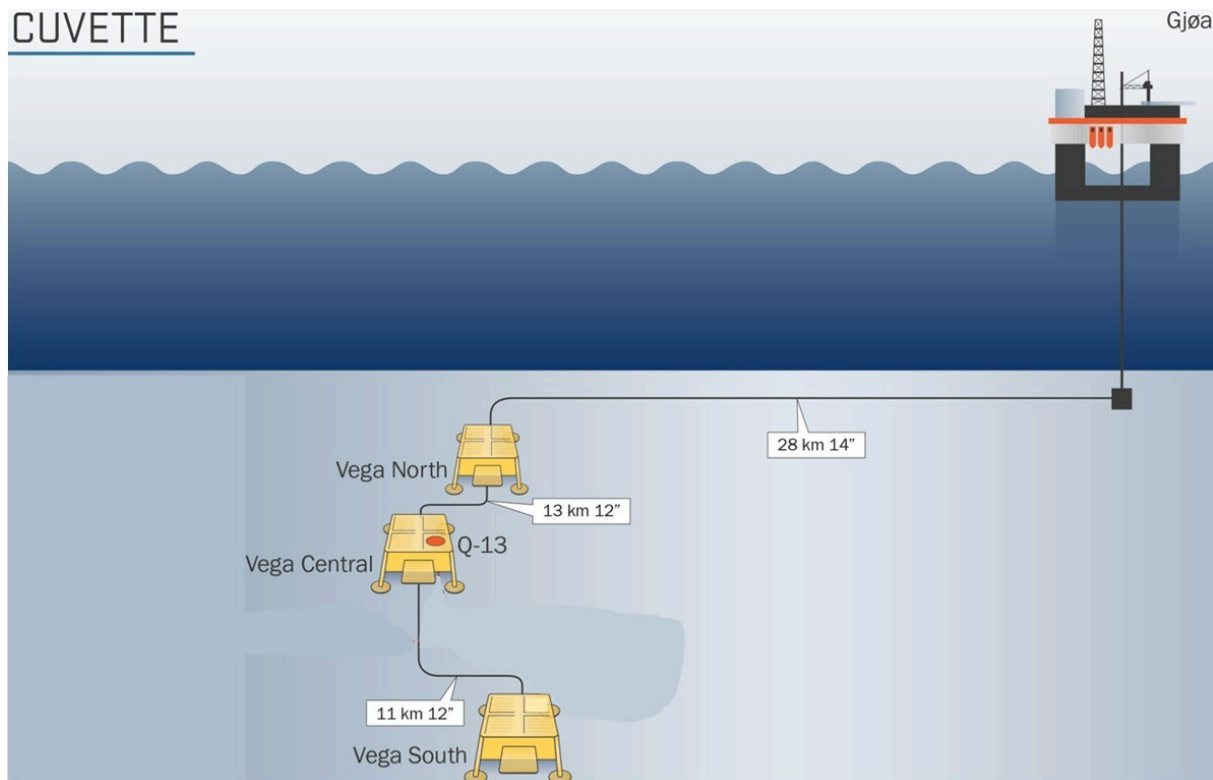 CUVETTE
Gjøa
28 km 14”
Vega North
13 km 12”
Q-13
Vega Central
11 km 12”
Vega South